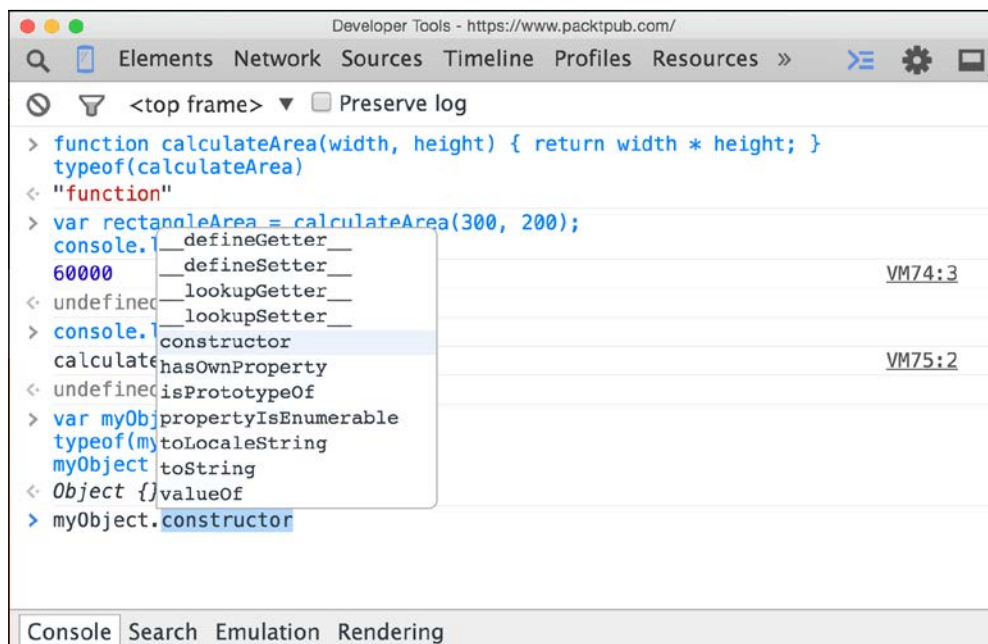 Developer Tools - https://www.packtpub.com/
Elements Network Sources Timeline Profiles Resources »
<top frame> ▼ Preserve log
> function calculateArea(width, height) { return width * height; }
typeof(calculateArea)
"function"
> var rectangleArea = calculateArea(300, 200);
console.l
60000 VM74:3
undefined
> console.l
calculate VM75:2
undefined
> var myObj
typeof(my
myObject
Object {}
__defineGetter__
__defineSetter__
__lookupGetter__
__lookupSetter__
constructor
hasOwnProperty
isPrototypeOf
propertyIsEnumerable
toLocaleString
toString
valueOf
> myObject.constructor
Console Search Emulation Rendering